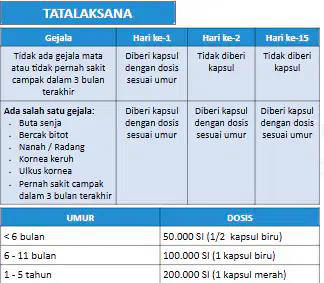 TATALAKSANA
Gejala Hari ke-1 Hari ke-2 Hari ke-15
Tidak ada gejala mata atau tidak pernah sakit campak dalam 3 bulan terakhir
Diberi kapsul dengan dosis sesuai umur
Tidak diberi kapsul
Tidak diberi kapsul
Ada salah satu gejala:
- Buta senja
- Bercak bitot
- Nanah / Radang
- Kornea keruh
- Ulkus kornea
- Pernah sakit campak dalam 3 bulan terakhir
Diberi kapsul dengan dosis sesuai umur
Diberi kapsul dengan dosis sesuai umur
Diberi kapsul dengan dosis sesuai umur
UMUR DOSIS
< 6 bulan 50.000 SI (1/2 kapsul biru)
6 - 11 bulan 100.000 SI (1 kapsul biru)
1 - 5 tahun 200.000 SI (1 kapsul merah)